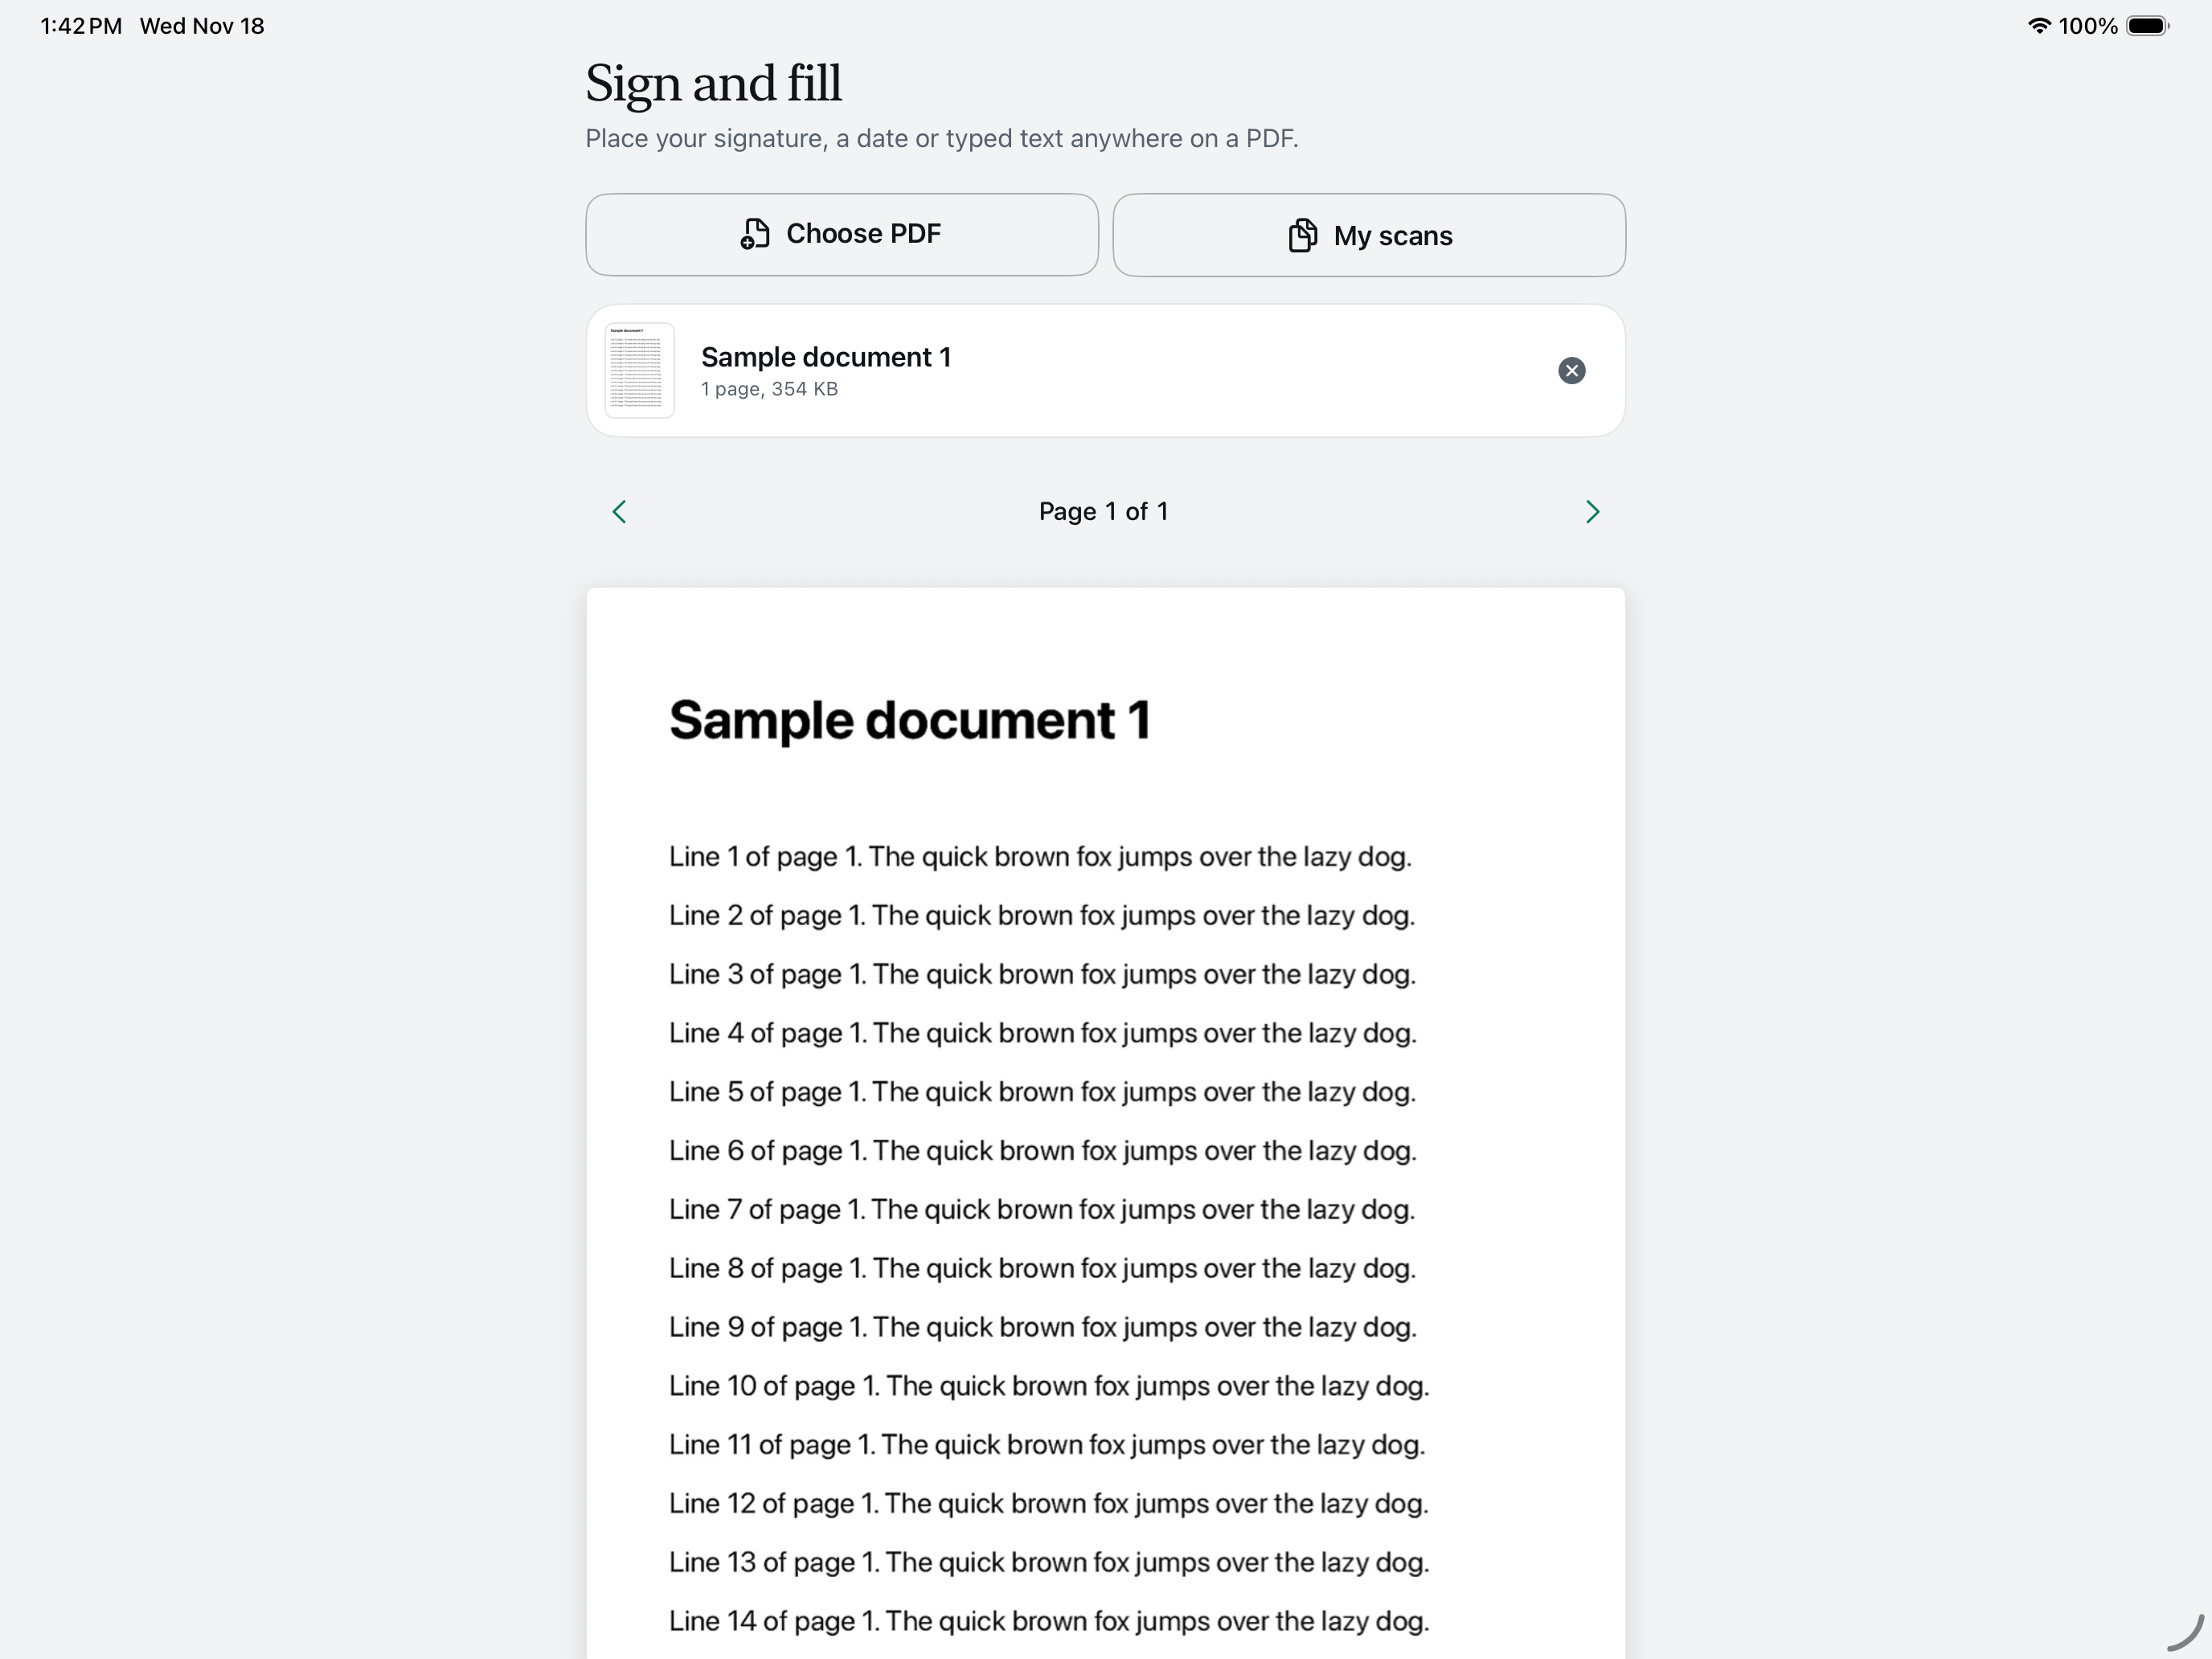 1:42 PM Wed Nov 18
100%
Sign and fill
Place your signature, a date or typed text anywhere on a PDF.
Choose PDF
My scans
Sample document 1
1 page, 354 KB
Page 1 of 1
Sample document 1
Line 1 of page 1. The quick brown fox jumps over the lazy dog.
Line 2 of page 1. The quick brown fox jumps over the lazy dog.
Line 3 of page 1. The quick brown fox jumps over the lazy dog.
Line 4 of page 1. The quick brown fox jumps over the lazy dog.
Line 5 of page 1. The quick brown fox jumps over the lazy dog.
Line 6 of page 1. The quick brown fox jumps over the lazy dog.
Line 7 of page 1. The quick brown fox jumps over the lazy dog.
Line 8 of page 1. The quick brown fox jumps over the lazy dog.
Line 9 of page 1. The quick brown fox jumps over the lazy dog.
Line 10 of page 1. The quick brown fox jumps over the lazy dog.
Line 11 of page 1. The quick brown fox jumps over the lazy dog.
Line 12 of page 1. The quick brown fox jumps over the lazy dog.
Line 13 of page 1. The quick brown fox jumps over the lazy dog.
Line 14 of page 1. The quick brown fox jumps over the lazy dog.